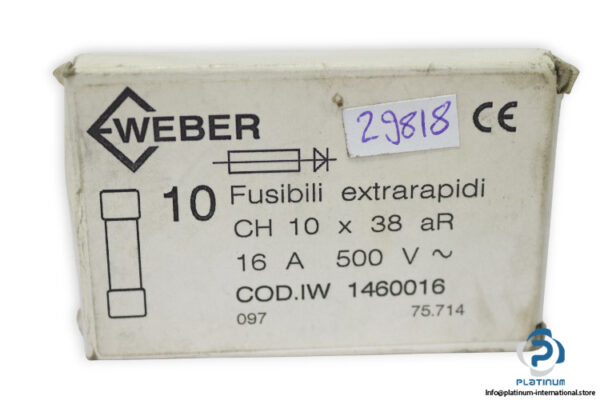 WEBER
29818
CE
10 Fusibili extrarapidi
CH 10 x 38 aR
16 A 500 V ~
COD.IW 1460016
097 75.714
PLATINUM
Info@platinum-international.store